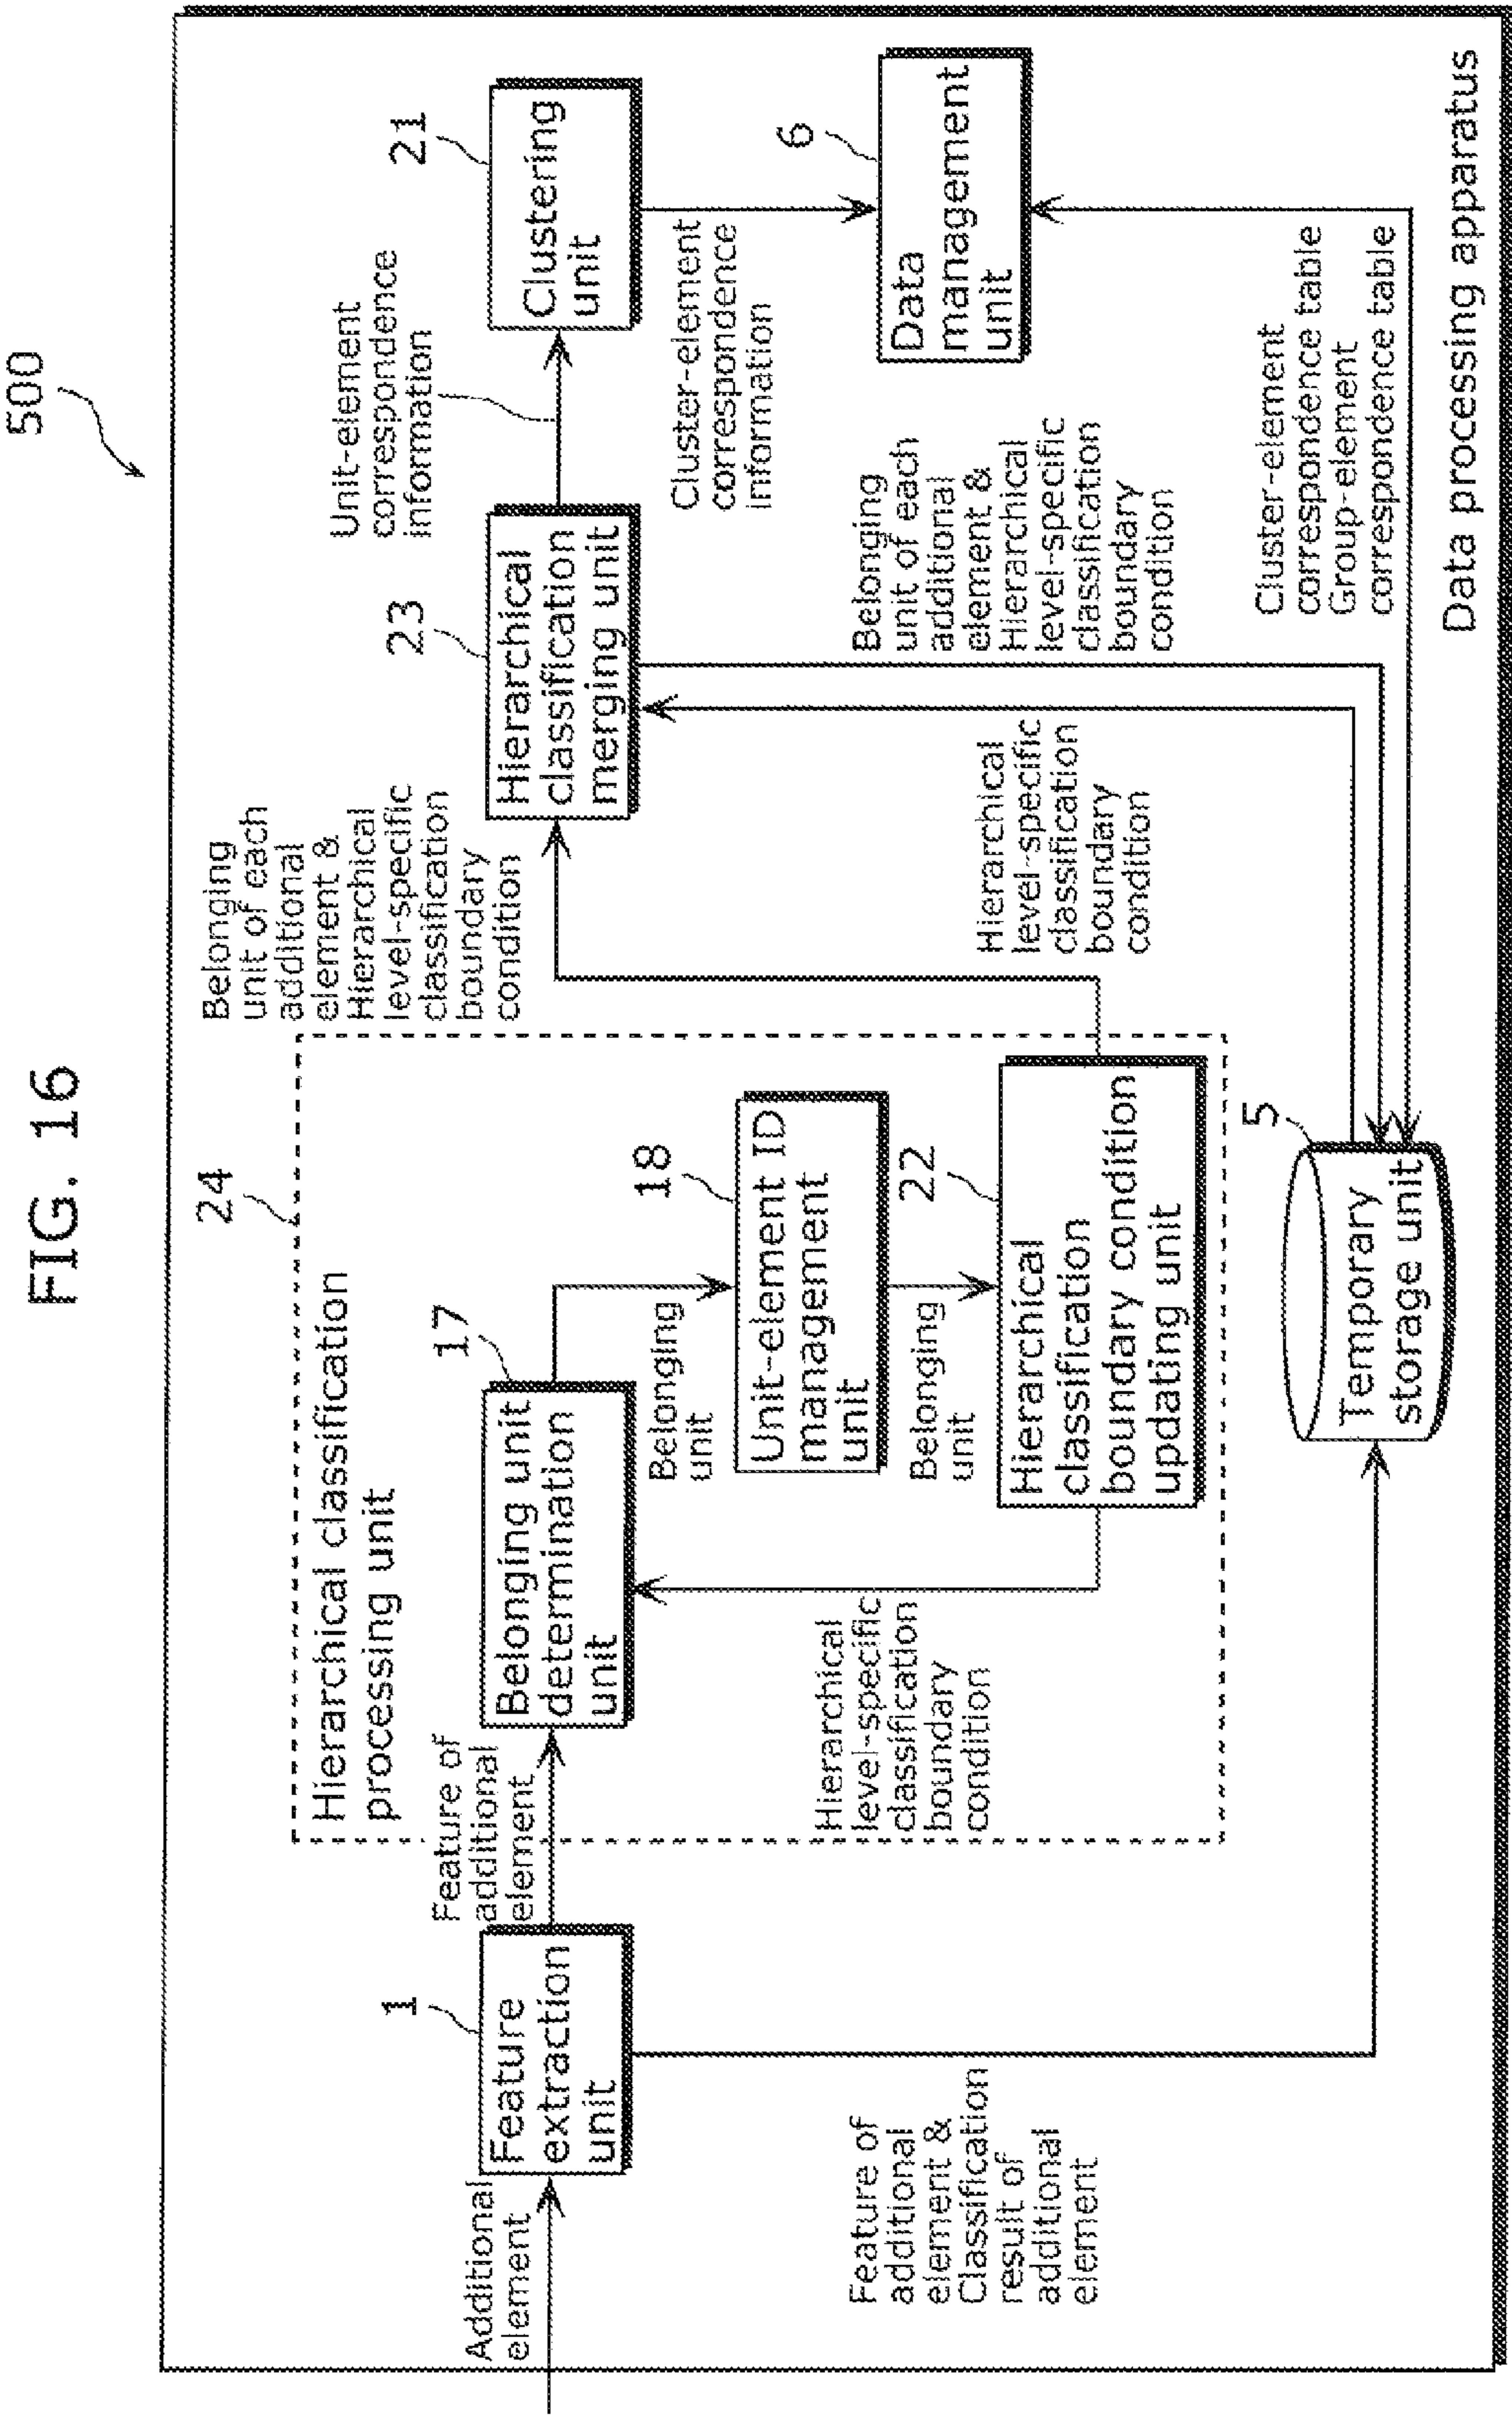 FIG. 16
500
24
Hierarchical classification
processing unit
Additional
element
1
Feature
extraction
unit
Feature of
additional
element
17
Belonging unit
determination
unit
Belonging
unit
18
Unit-element ID
management
unit
Belonging
unit
22
Hierarchical
classification
boundary condition
updating unit
Hierarchical
level-specific
classification
boundary
condition
Belonging
unit of each
additional
element &
Hierarchical
level-specific
classification
boundary
condition
23
Hierarchical
classification
merging unit
Unit-element
correspondence
information
21
Clustering
unit
Cluster-element
correspondence
information
6
Data
management
unit
Feature of
additional
element &
Classification
result of
additional
element
5
Temporary
storage unit
Hierarchical
level-specific
classification
boundary
condition
Belonging
unit of each
additional
element &
Hierarchical
level-specific
classification
boundary
condition
Cluster-element
correspondence table
Group-element
correspondence table
Data processing apparatus